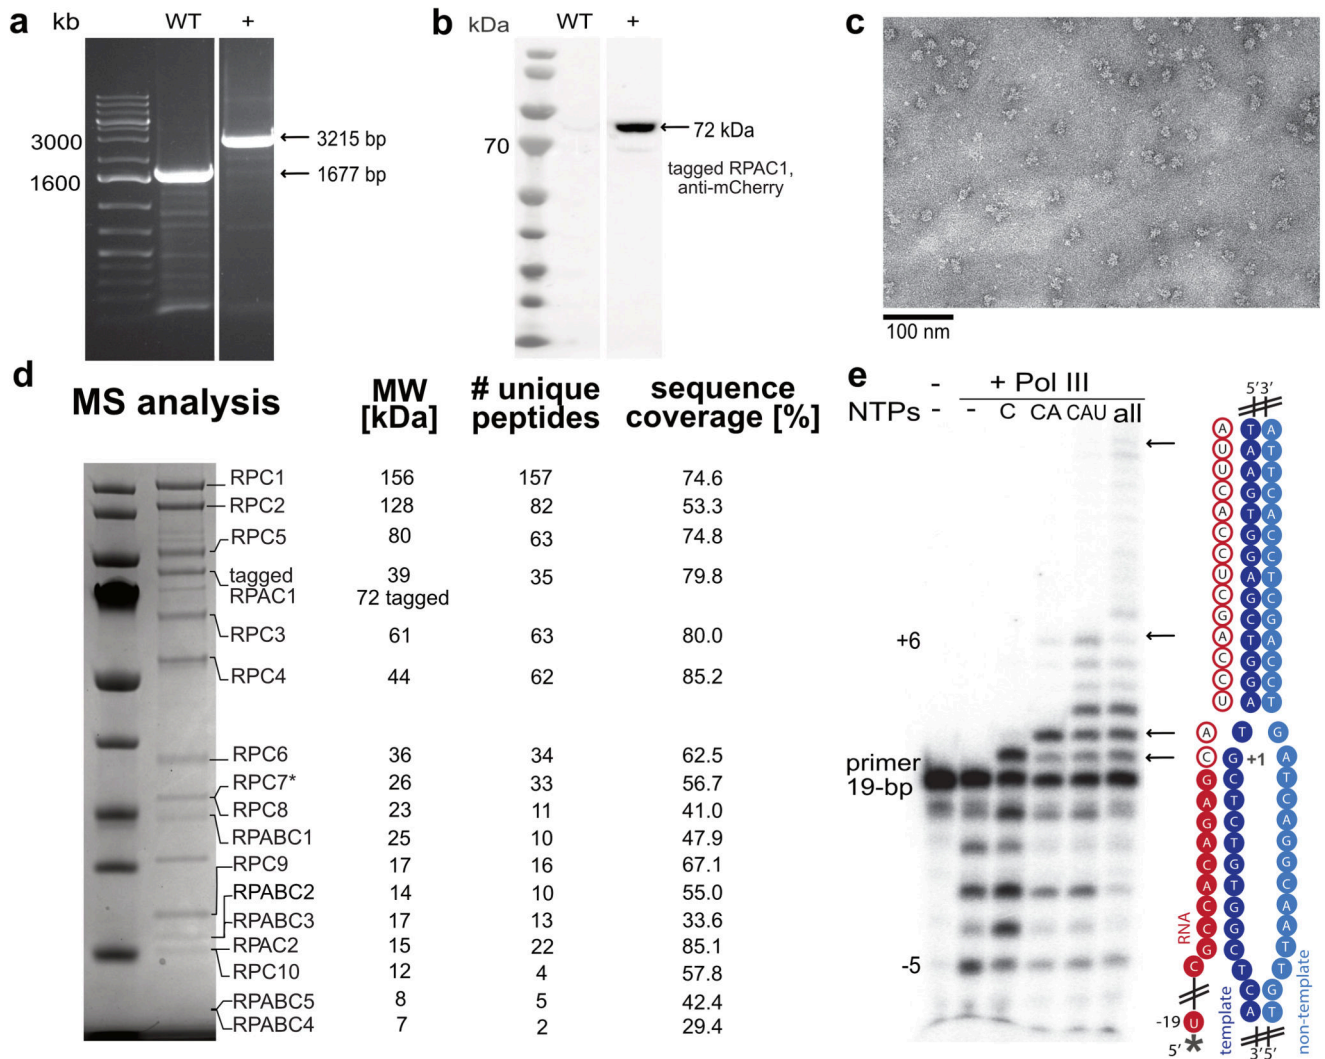 a
kb
WT
+
3000
1600
3215 bp
1677 bp
b
kDa
WT
+
70
72 kDa
tagged RPAC1,
anti-mCherry
c
100 nm
d
MS analysis
MW
[kDa]
# unique
peptides
sequence
coverage [%]
RPC1 156 157 74.6
RPC2 128 82 53.3
RPC5 80 63 74.8
tagged 39 35 79.8
RPAC1 72 tagged
RPC3 61 63 80.0
RPC4 44 62 85.2
RPC6 36 34 62.5
RPC7* 26 33 56.7
RPC8 23 11 41.0
RPABC1 25 10 47.9
RPC9 17 16 67.1
RPABC2 14 10 55.0
RPABC3 17 13 33.6
RPAC2 15 22 85.1
RPC10 12 4 57.8
RPABC5 8 5 42.4
RPABC4 7 2 29.4
e
- + Pol III
NTPs - - C CA CAU all
+6
primer
19-bp
-5
5' 3'
A T A
U A T
U A T
C G C
A T A
C G C
C G C
U A T
C G C
G C G
A T A
C G C
C G C
U A T
A T G
C G +1 A
G C T
A T C
G C A
A T G
C G G
A T C
C G A
C G A
G C T
C T T
C G
A T
RNA
template
non-template
-19 U
5' *
3' 5'